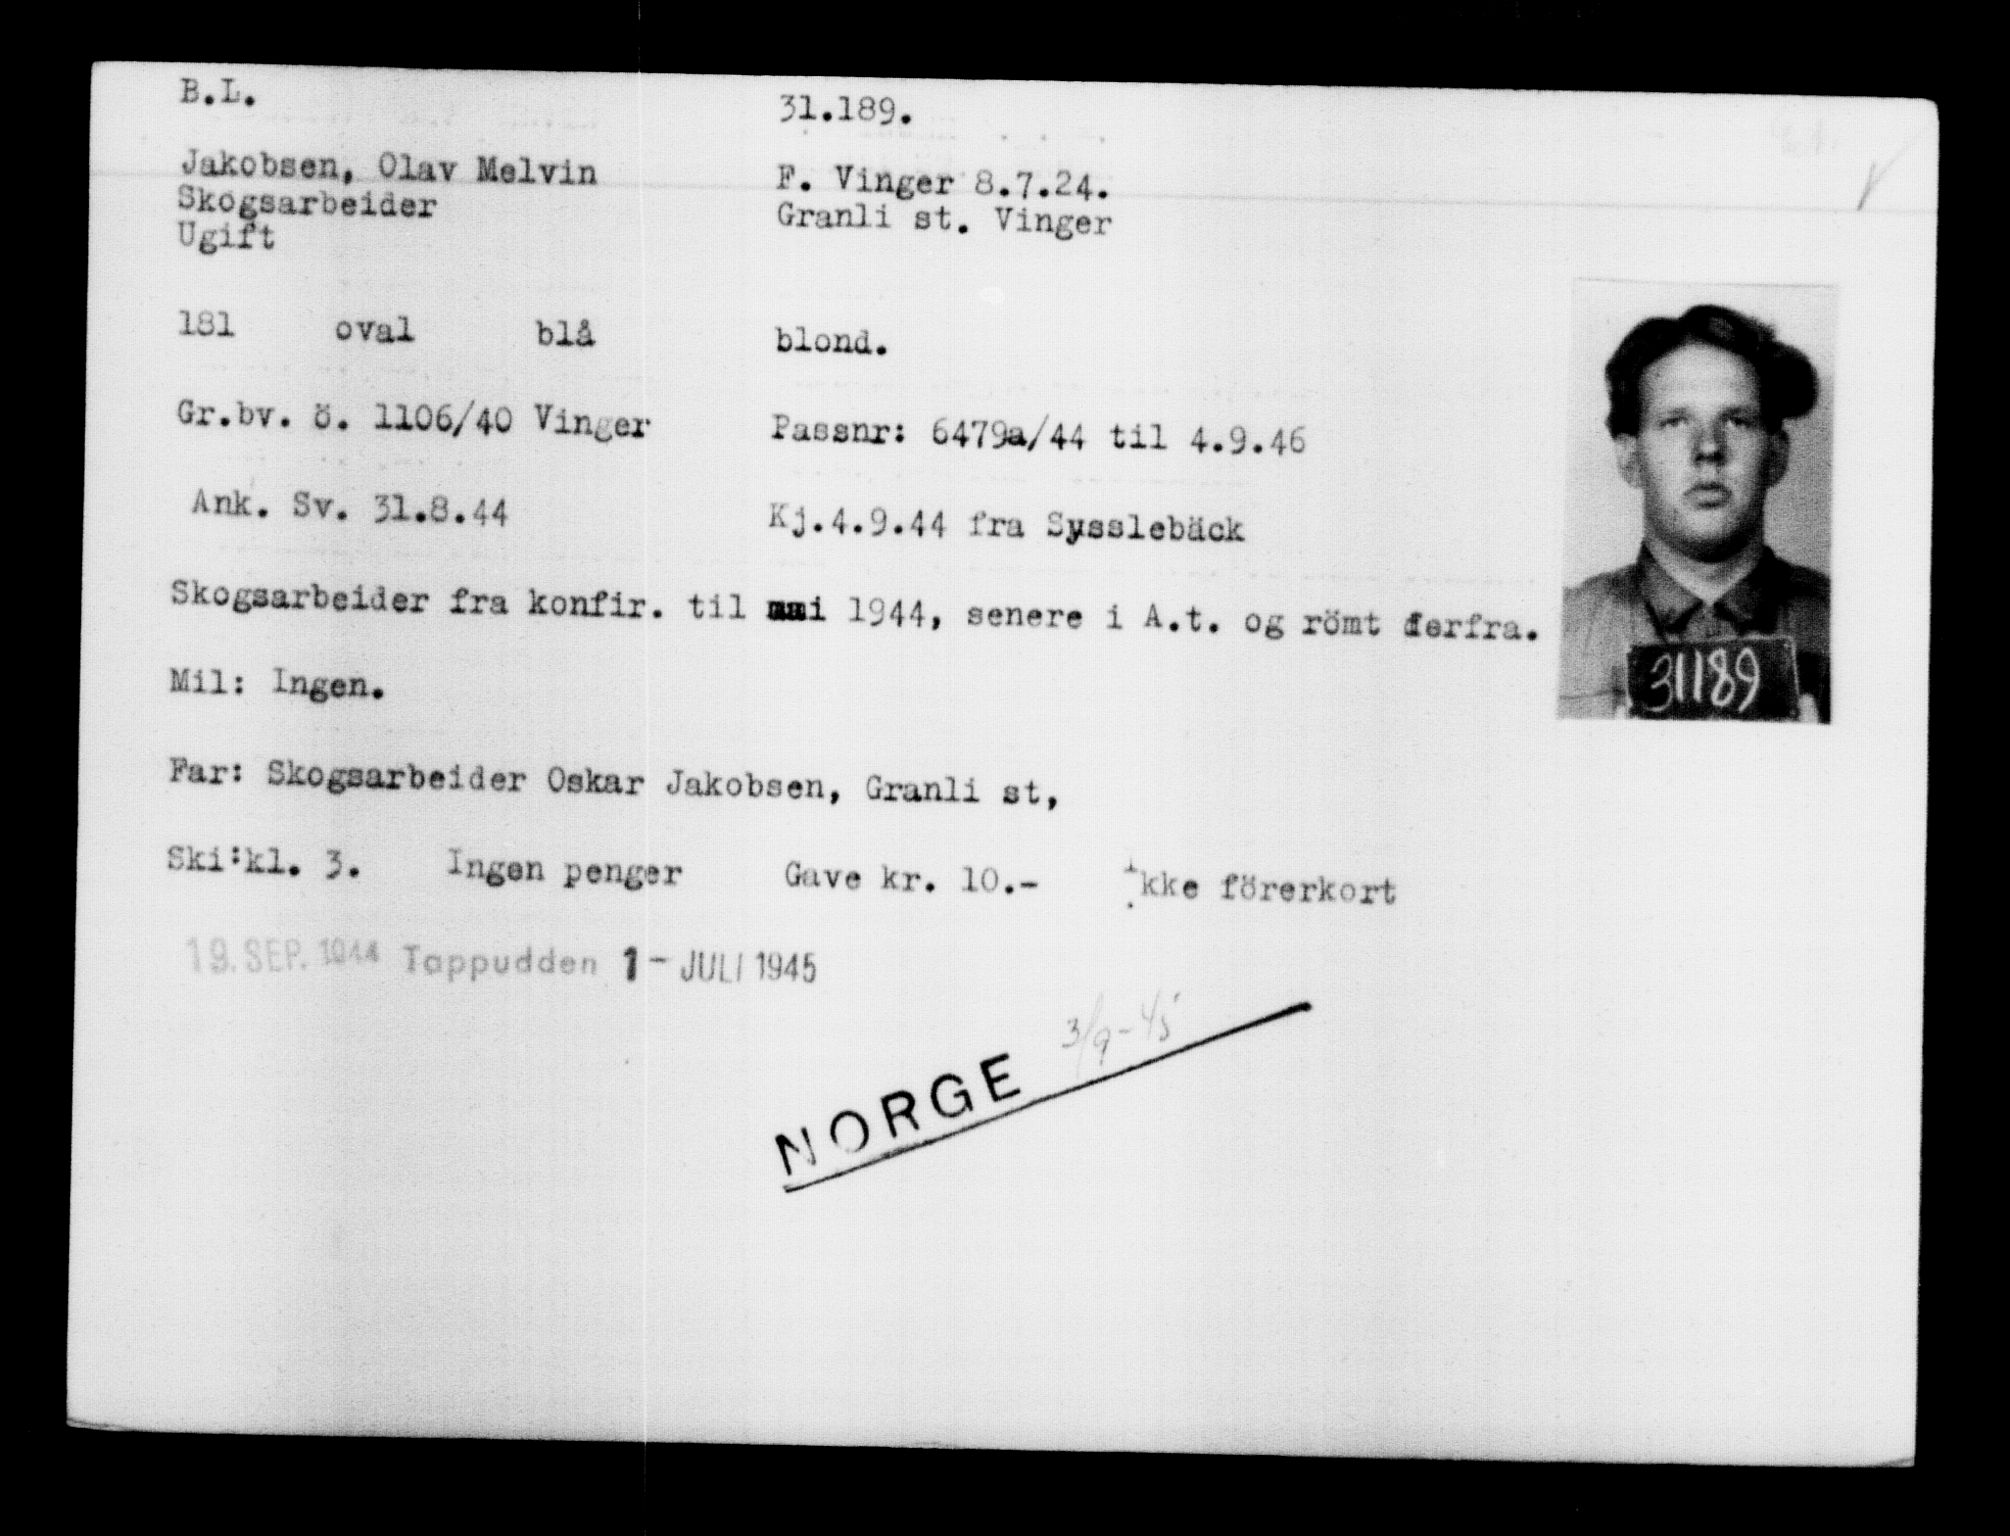 B.L. 31.189.
Jakobsen, Olav Melvin F. Vinger 8.7.24.
Skogsarbeider Granli st. Vinger
Ugift
181 oval blå blond.
Gr.bv. ö. 1106/40 Vinger Passnr: 6479a/44 til 4.9.46
Ank. Sv. 31.8.44 Kj.4.9.44 fra Sysslebäck
Skogsarbeider fra konfir. til mai 1944, senere i A.t. og römt derfra.
31189
Mil: Ingen.
Far: Skogsarbeider Oskar Jakobsen, Granli st,
Ski:kl. 3. Ingen penger Gave kr. 10.- Ikke förerkort
19. SEP. 1944 Tappudden 1 - JULI 1945
NORGE 3/9-45